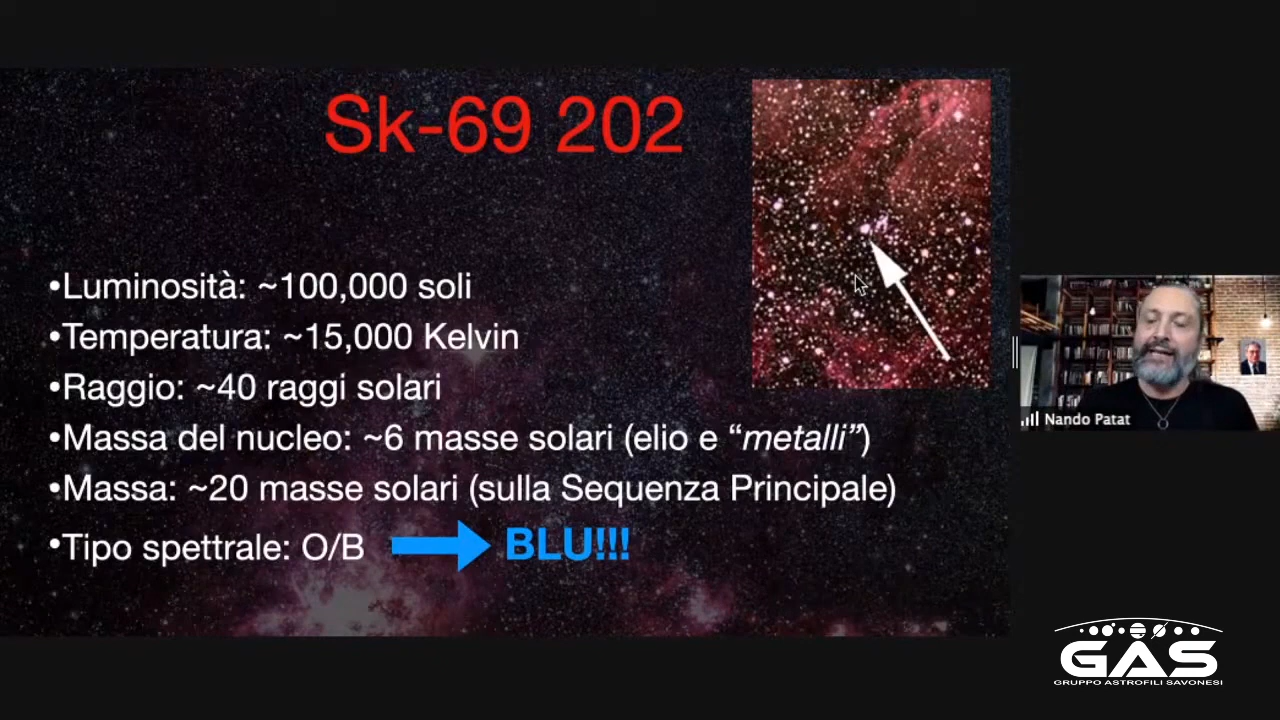 Sk-69 202
•Luminosità: ~100,000 soli
•Temperatura: ~15,000 Kelvin
•Raggio: ~40 raggi solari
•Massa del nucleo: ~6 masse solari (elio e “metalli”)
•Massa: ~20 masse solari (sulla Sequenza Principale)
•Tipo spettrale: O/B BLU!!!
Nando Patat
GAS
GRUPPO ASTROFILI SAVONESI